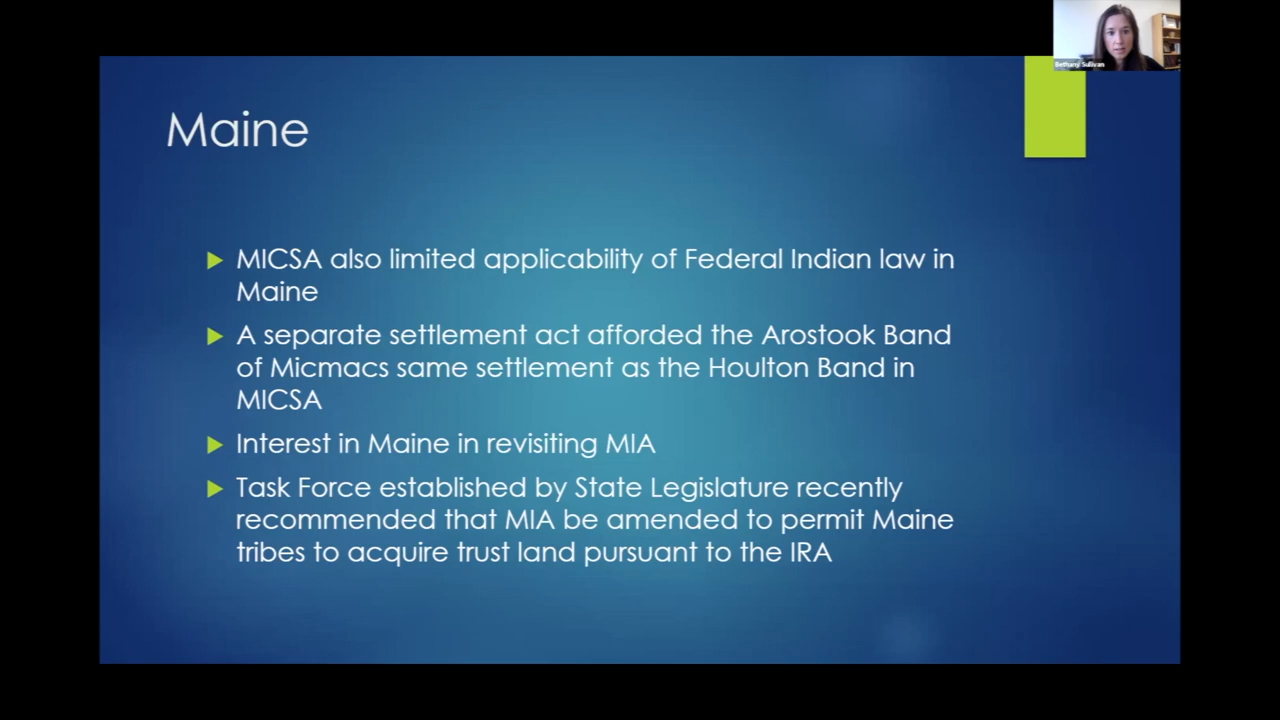 Bethany Sullivan
Maine
MICSA also limited applicability of Federal Indian law in
Maine
A separate settlement act afforded the Arostook Band
of Micmacs same settlement as the Houlton Band in
MICSA
Interest in Maine in revisiting MIA
Task Force established by State Legislature recently
recommended that MIA be amended to permit Maine
tribes to acquire trust land pursuant to the IRA